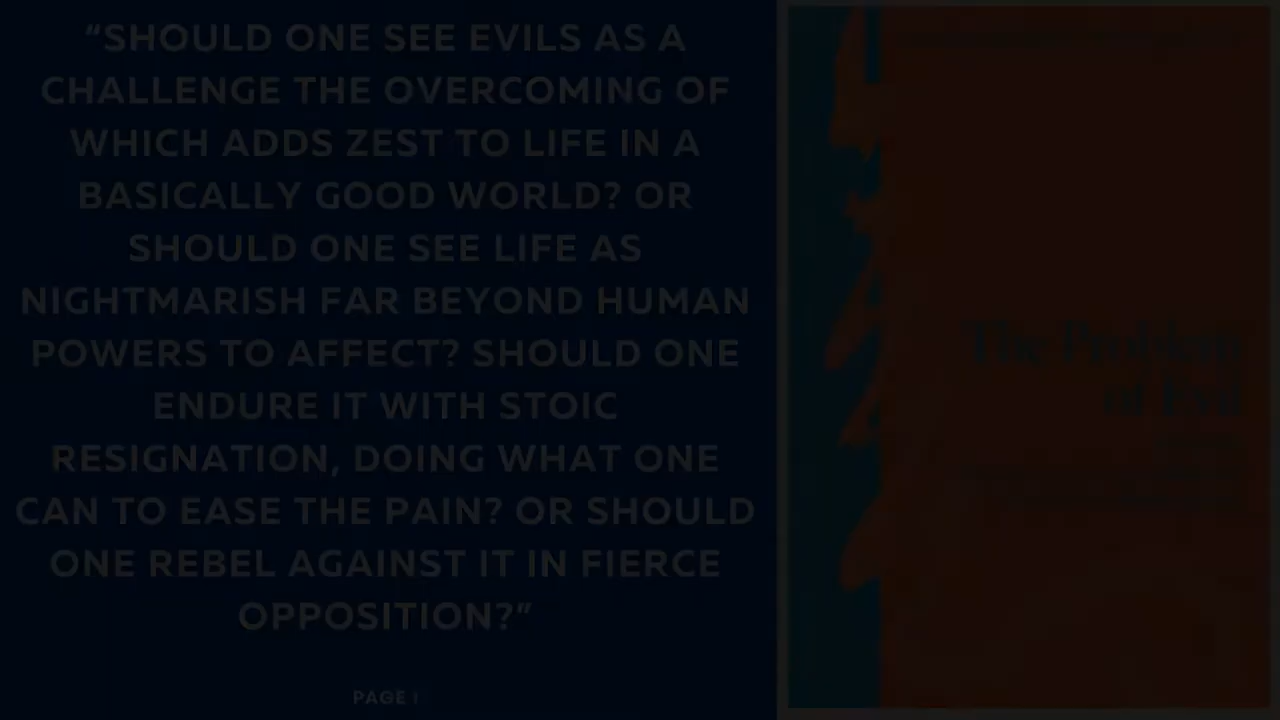 “SHOULD ONE SEE EVILS AS A
CHALLENGE THE OVERCOMING OF
WHICH ADDS ZEST TO LIFE IN A
BASICALLY GOOD WORLD? OR
SHOULD ONE SEE LIFE AS
NIGHTMARISH FAR BEYOND HUMAN
POWERS TO AFFECT? SHOULD ONE
ENDURE IT WITH STOIC
RESIGNATION, DOING WHAT ONE
CAN TO EASE THE PAIN? OR SHOULD
ONE REBEL AGAINST IT IN FIERCE
OPPOSITION?”
PAGE 1
The Problem
of Evil